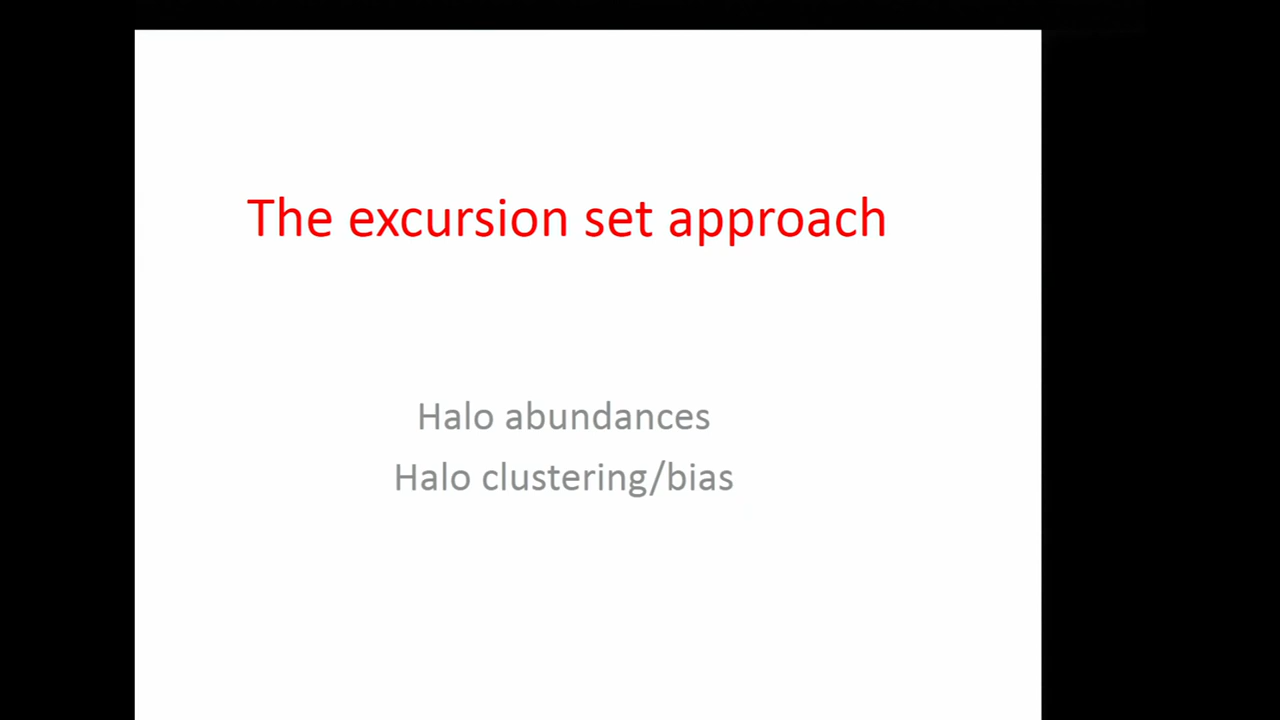 The excursion set approach
Halo abundances
Halo clustering/bias